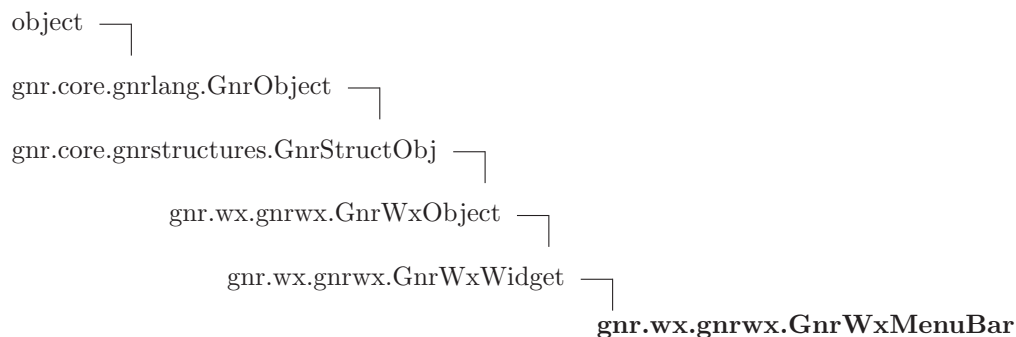 object
gnr.core.gnrlang.GnrObject
gnr.core.gnrstructures.GnrStructObj
gnr.wx.gnrwx.GnrWxObject
gnr.wx.gnrwx.GnrWxWidget
gnr.wx.gnrwx.GnrWxMenuBar